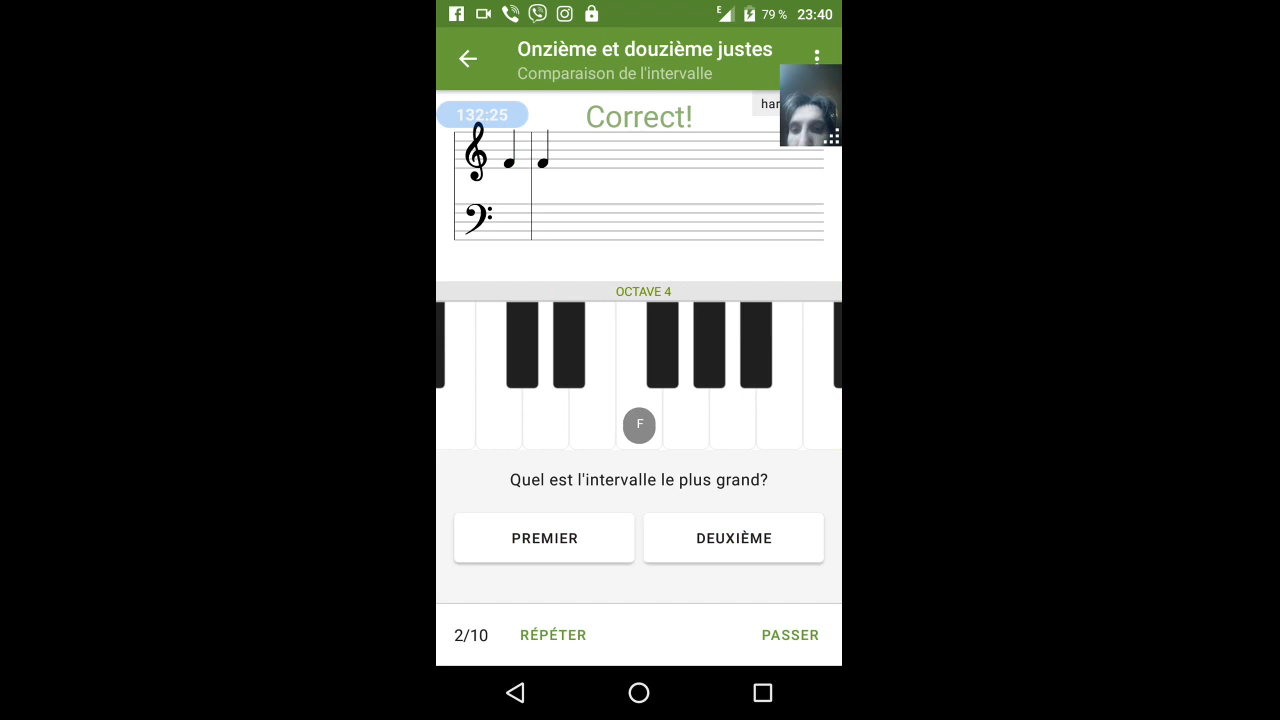 E 79 % 23:40
Onzième et douzième justes
Comparaison de l'intervalle
132:25
Correct!
OCTAVE 4
F
Quel est l'intervalle le plus grand?
PREMIER
DEUXIÈME
2/10
RÉPÉTER
PASSER